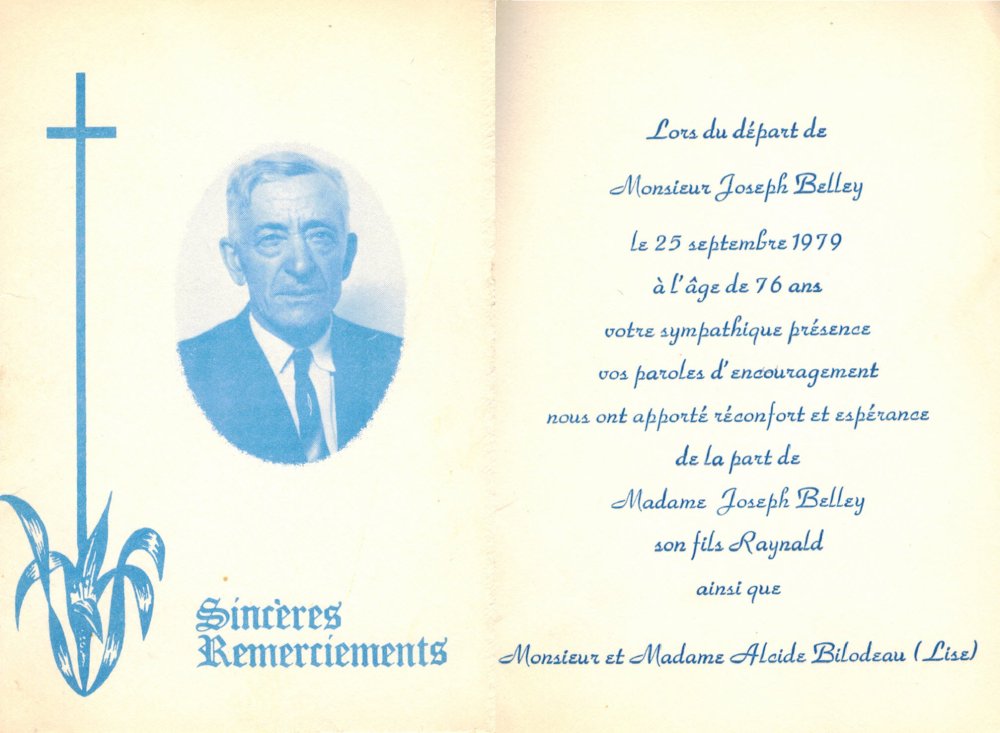 Sincères
Remerciements
Lors du départ de
Monsieur Joseph Belley
le 25 septembre 1979
à l'âge de 76 ans
votre sympathique présence
vos paroles d'encouragement
nous ont apporté réconfort et espérance
de la part de
Madame Joseph Belley
son fils Raynald
ainsi que
Monsieur et Madame Alcide Bilodeau (Lise)